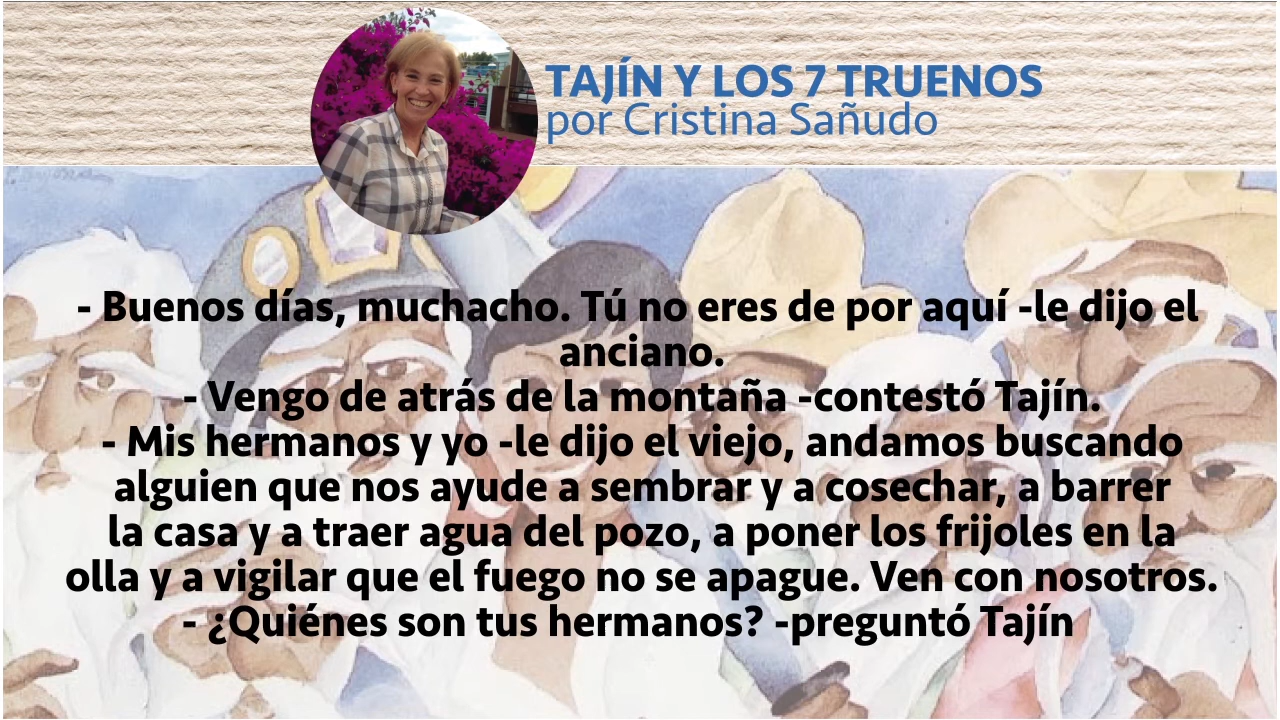 TAJÍN Y LOS 7 TRUENOS
por Cristina Sañudo
- Buenos días, muchacho. Tú no eres de por aquí -le dijo el
anciano.
- Vengo de atrás de la montaña -contestó Tajín.
- Mis hermanos y yo -le dijo el viejo, andamos buscando
alguien que nos ayude a sembrar y a cosechar, a barrer
la casa y a traer agua del pozo, a poner los frijoles en la
olla y a vigilar que el fuego no se apague. Ven con nosotros.
- ¿Quiénes son tus hermanos? -preguntó Tajín